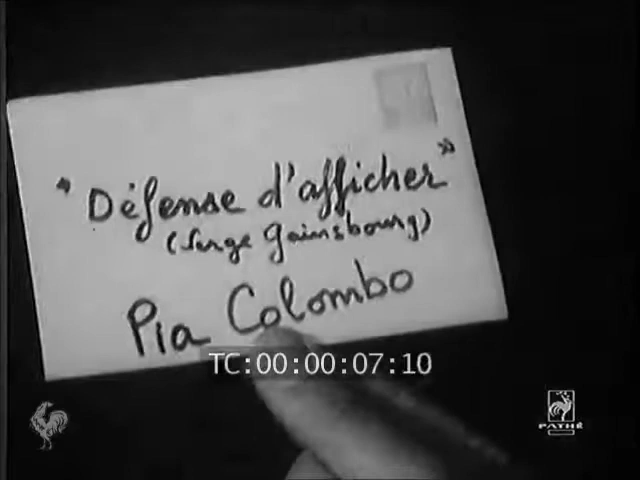 "Défense d'afficher"
(Serge Gainsbourg)
Pia Colombo
TC:00:00:07:10
PATHÉ